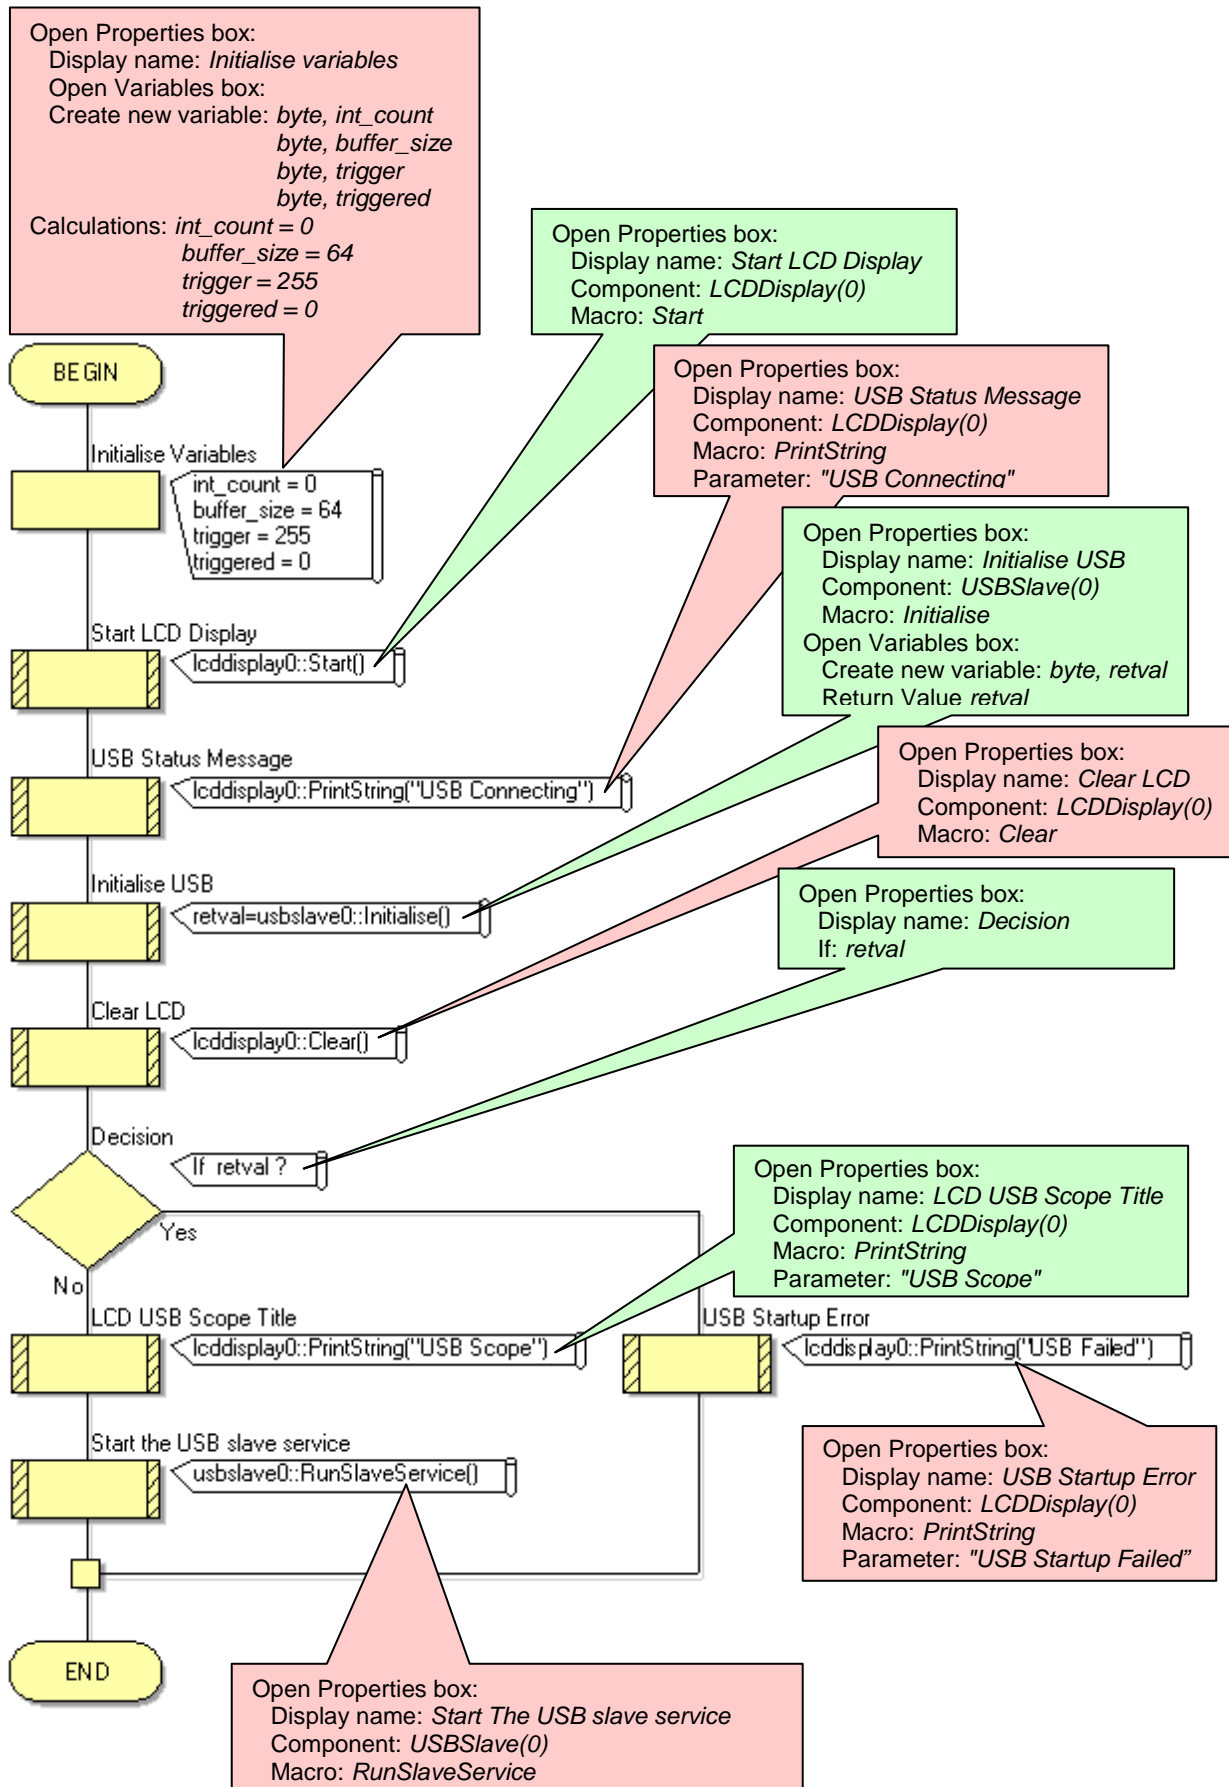 Open Properties box:
Display name: Initialise variables
Open Variables box:
Create new variable: byte, int_count
byte, buffer_size
byte, trigger
byte, triggered
Calculations: int_count = 0
buffer_size = 64
trigger = 255
triggered = 0
Open Properties box:
Display name: Start LCD Display
Component: LCDDisplay(0)
Macro: Start
Open Properties box:
Display name: USB Status Message
Component: LCDDisplay(0)
Macro: PrintString
Parameter: "USB Connecting"
Open Properties box:
Display name: Initialise USB
Component: USBSlave(0)
Macro: Initialise
Open Variables box:
Create new variable: byte, retval
Return Value retval
Open Properties box:
Display name: Clear LCD
Component: LCDDisplay(0)
Macro: Clear
Open Properties box:
Display name: Decision
If: retval
Open Properties box:
Display name: LCD USB Scope Title
Component: LCDDisplay(0)
Macro: PrintString
Parameter: "USB Scope"
Open Properties box:
Display name: USB Startup Error
Component: LCDDisplay(0)
Macro: PrintString
Parameter: "USB Startup Failed”
Open Properties box:
Display name: Start The USB slave service
Component: USBSlave(0)
Macro: RunSlaveService
BEGIN
Initialise Variables
int_count = 0
buffer_size = 64
trigger = 255
triggered = 0
Start LCD Display
lcddisplay0::Start()
USB Status Message
lcddisplay0::PrintString("USB Connecting")
Initialise USB
retval=usbslave0::Initialise()
Clear LCD
lcddisplay0::Clear()
Decision
If retval ?
Yes
No
LCD USB Scope Title
lcddisplay0::PrintString("USB Scope")
USB Startup Error
lcddisplay0::PrintString("USB Failed")
Start the USB slave service
usbslave0::RunSlaveService()
END